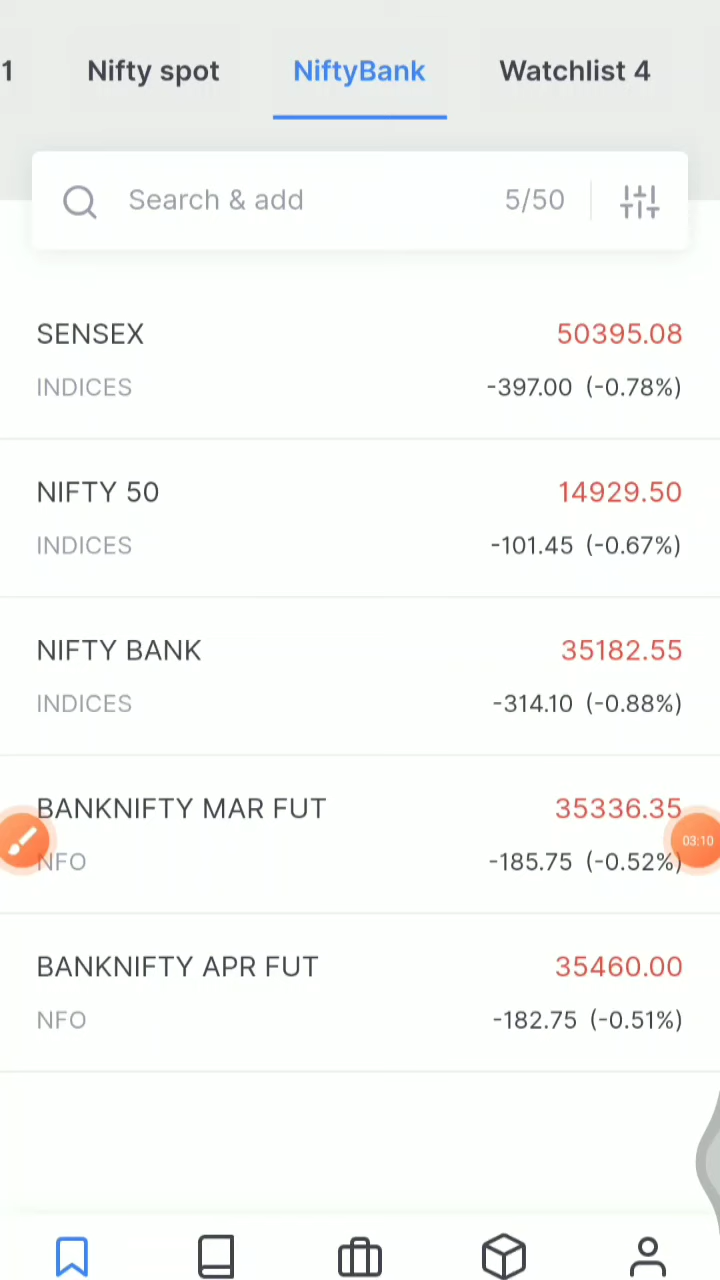 1 Nifty spot NiftyBank Watchlist 4
Search & add 5/50
SENSEX 50395.08
INDICES -397.00 (-0.78%)
NIFTY 50 14929.50
INDICES -101.45 (-0.67%)
NIFTY BANK 35182.55
INDICES -314.10 (-0.88%)
BANKNIFTY MAR FUT 35336.35
NFO -185.75 (-0.52%) 03:10
BANKNIFTY APR FUT 35460.00
NFO -182.75 (-0.51%)